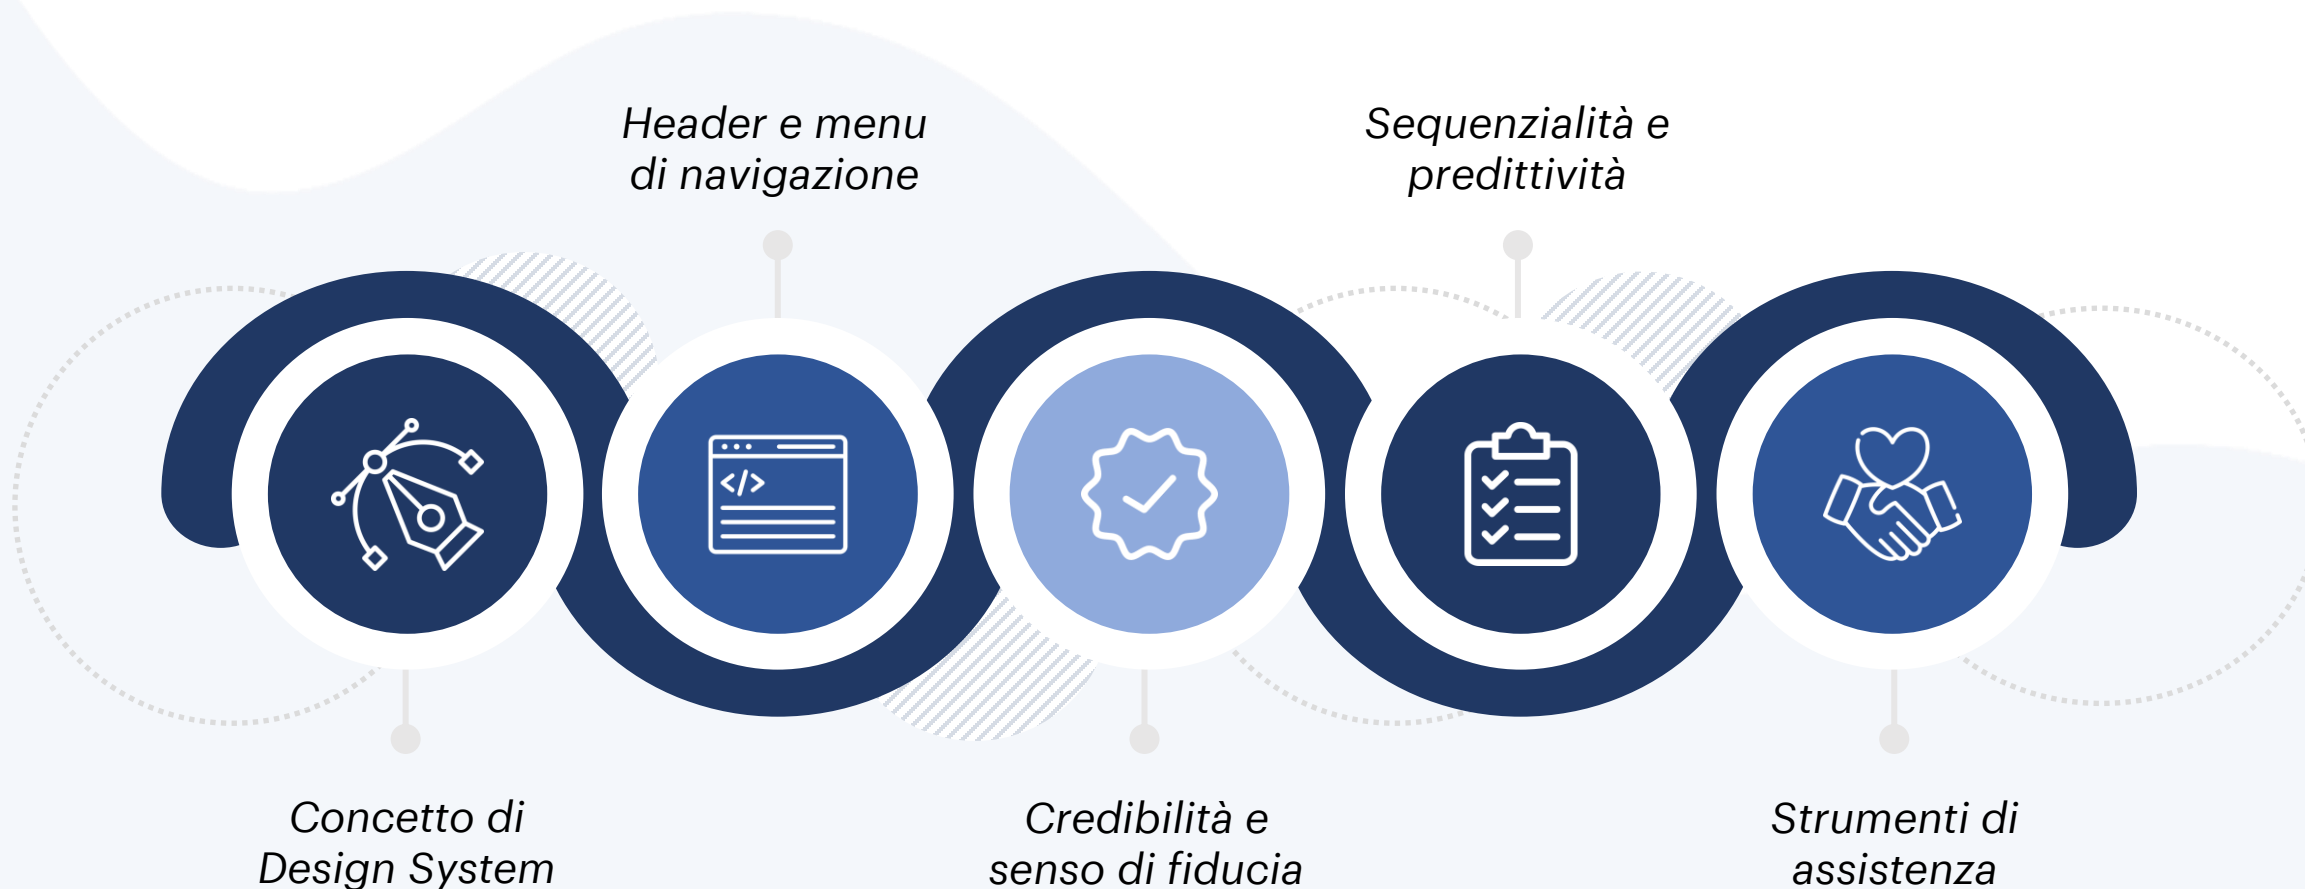 Header e menu
di navigazione
Sequenzialità e
predittività
</>
Concetto di
Design System
Credibilità e
senso di fiducia
Strumenti di
assistenza